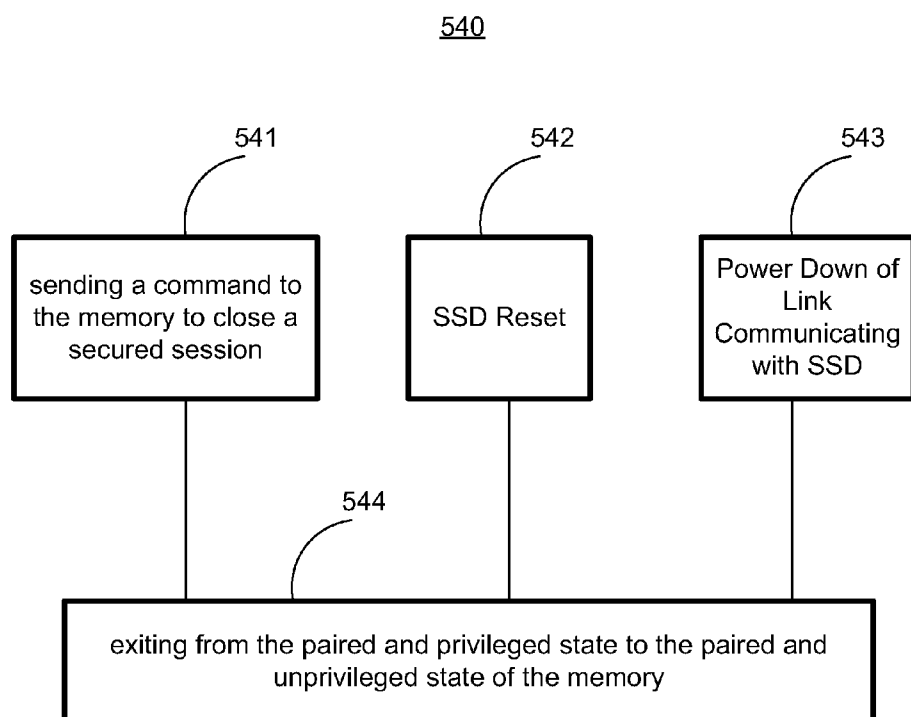 540
541
542
543
sending a command to
the memory to close a
secured session
SSD Reset
Power Down of
Link
Communicating
with SSD
544
exiting from the paired and privileged state to the paired and
unprivileged state of the memory